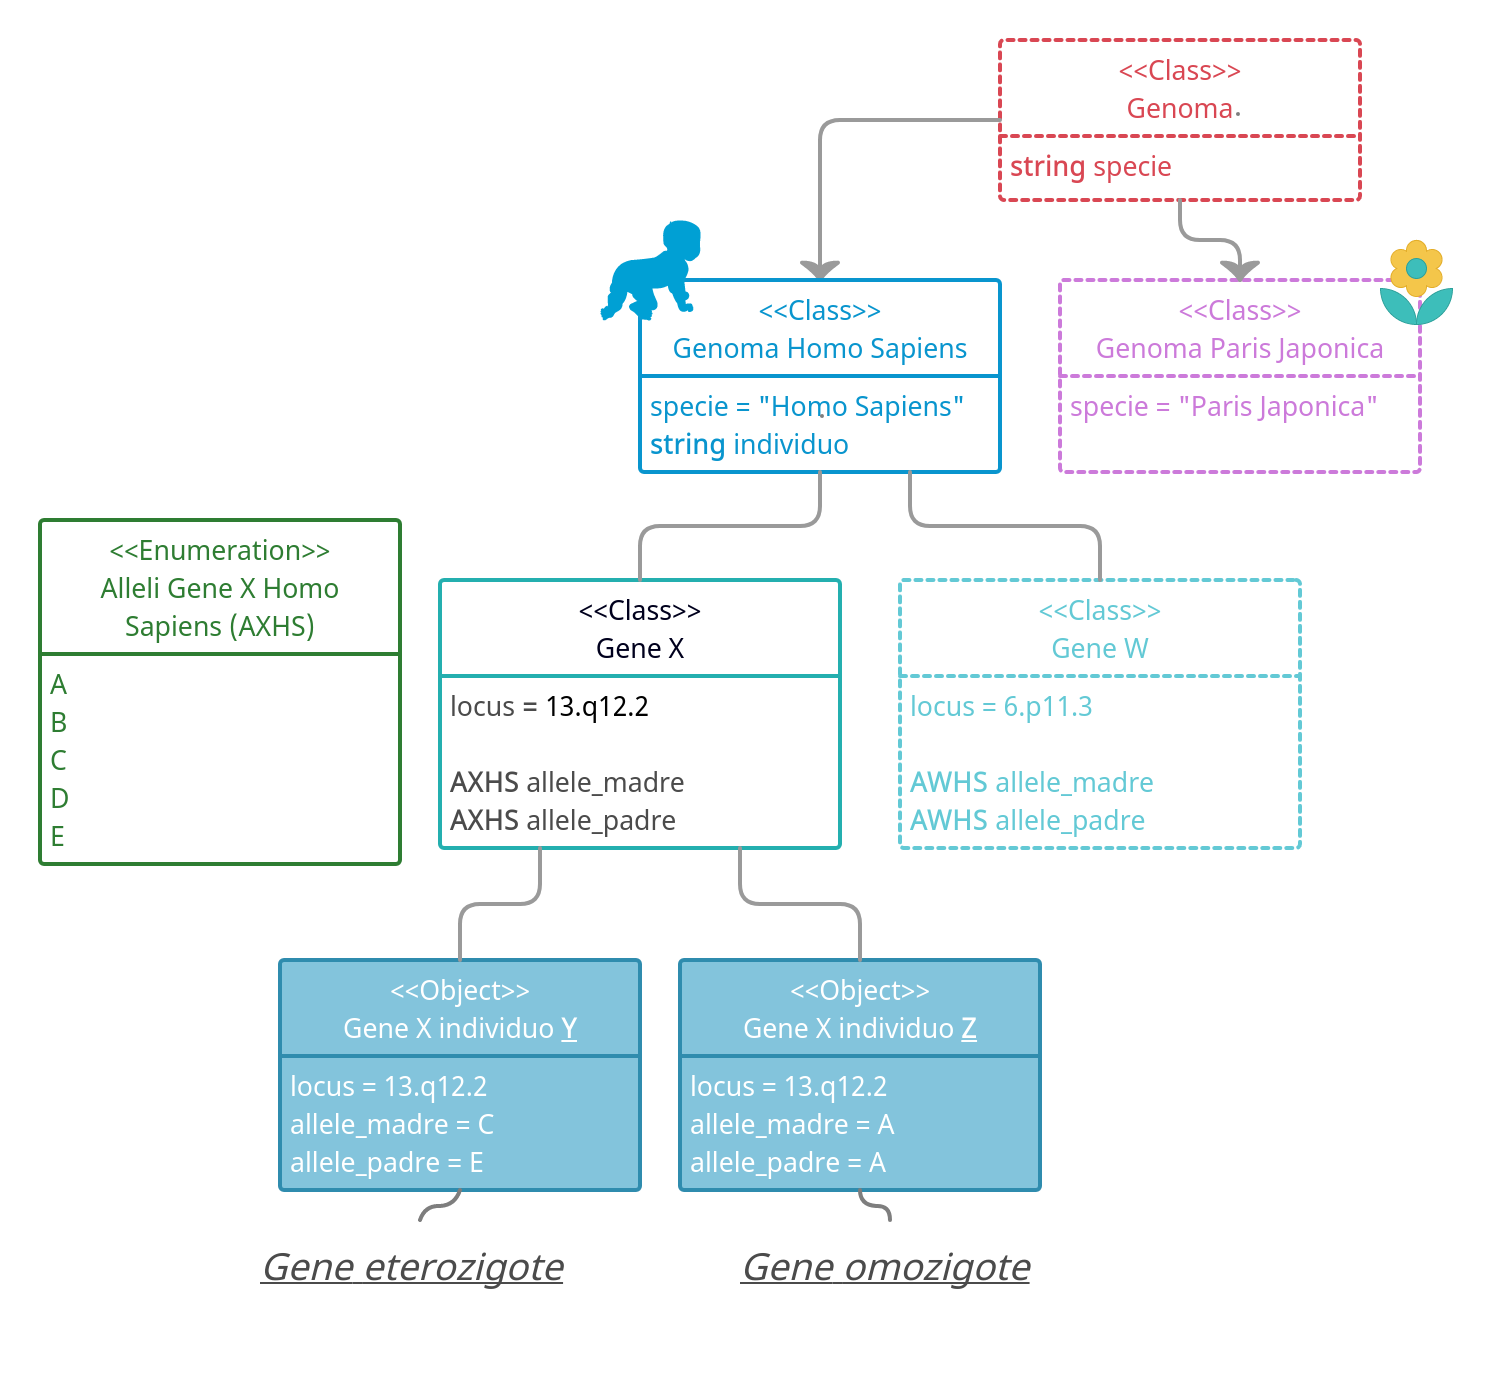 <<Class>>
Genoma
string specie
<<Class>>
Genoma Homo Sapiens
specie = "Homo Sapiens"
string individuo
<<Class>>
Genoma Paris Japonica
specie = "Paris Japonica"
<<Enumeration>>
Alleli Gene X Homo
Sapiens (AXHS)
A
B
C
D
E
<<Class>>
Gene X
locus = 13.q12.2
AXHS allele_madre
AXHS allele_padre
<<Class>>
Gene W
locus = 6.p11.3
AWHS allele_madre
AWHS allele_padre
<<Object>>
Gene X individuo Y
locus = 13.q12.2
allele_madre = C
allele_padre = E
<<Object>>
Gene X individuo Z
locus = 13.q12.2
allele_madre = A
allele_padre = A
Gene eterozigote
Gene omozigote